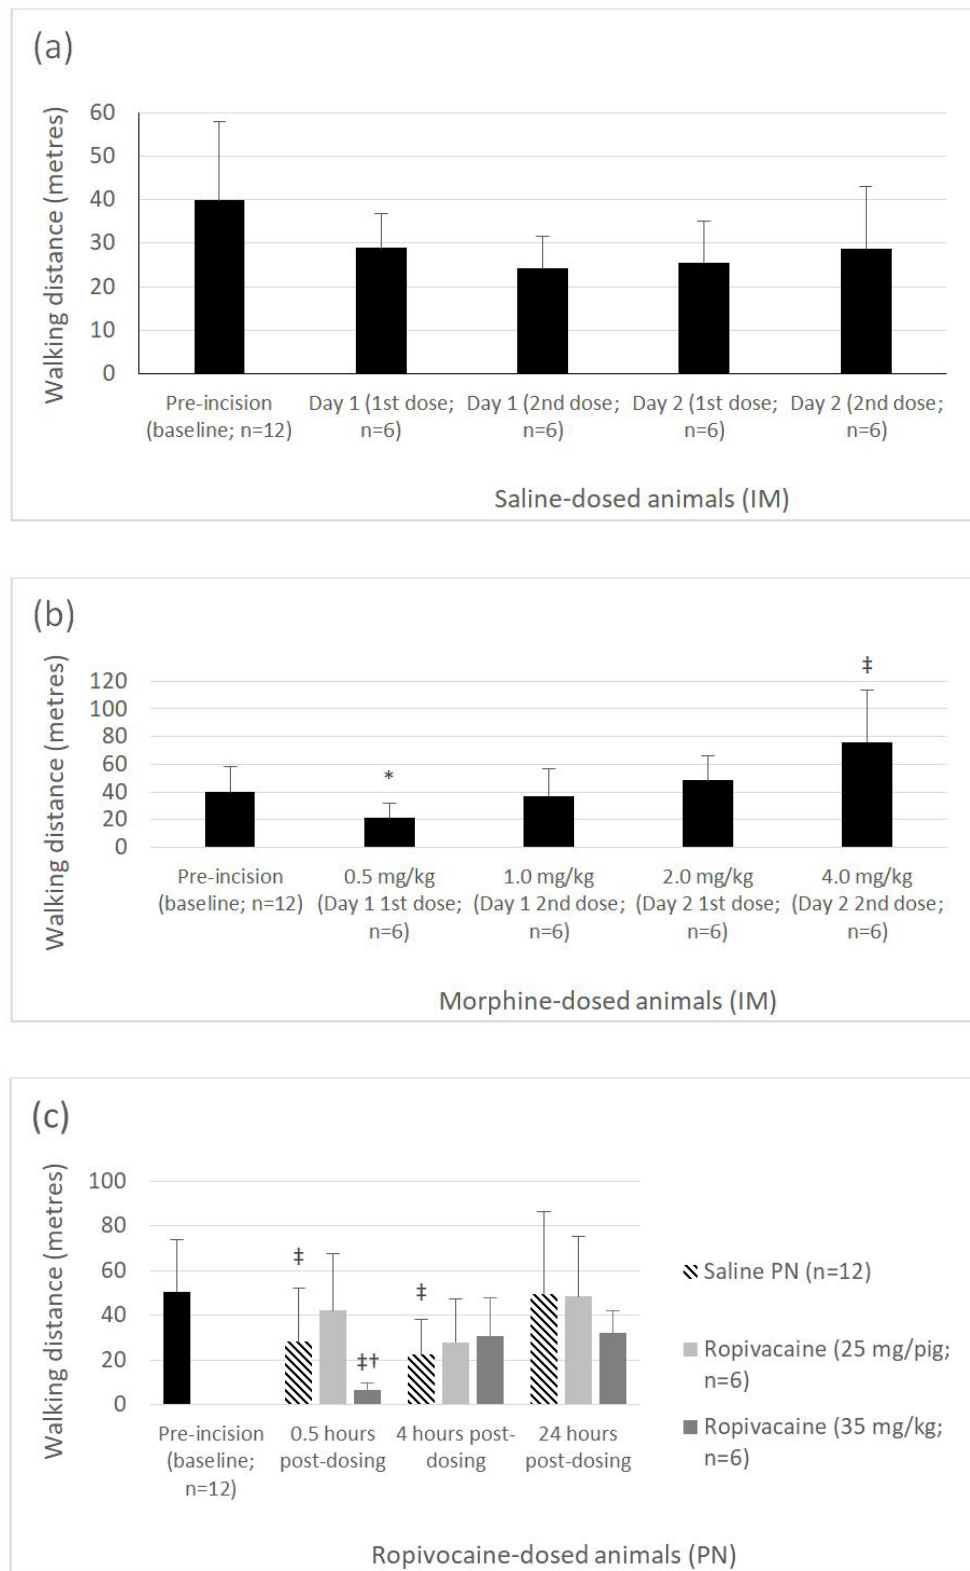 (a)
Walking distance (metres)
60
50
40
30
20
10
0
Pre-incision
(baseline; n=12)
Day 1 (1st dose;
n=6)
Day 1 (2nd dose;
n=6)
Day 2 (1st dose;
n=6)
Day 2 (2nd dose;
n=6)
Saline-dosed animals (IM)
(b)
Walking distance (metres)
120
100
80
60
40
20
0
*
‡
Pre-incision
(baseline; n=12)
0.5 mg/kg
(Day 1 1st dose;
n=6)
1.0 mg/kg
(Day 1 2nd dose;
n=6)
2.0 mg/kg
(Day 2 1st dose;
n=6)
4.0 mg/kg
(Day 2 2nd dose;
n=6)
Morphine-dosed animals (IM)
(c)
Walking distance (metres)
100
80
60
40
20
0
‡
‡†
‡
Pre-incision
(baseline;
n=12)
0.5 hours
post-dosing
4 hours post-
dosing
24 hours
post-dosing
Saline PN (n=12)
Ropivacaine (25 mg/pig;
n=6)
Ropivacaine (35 mg/kg;
n=6)
Ropivocaine-dosed animals (PN)